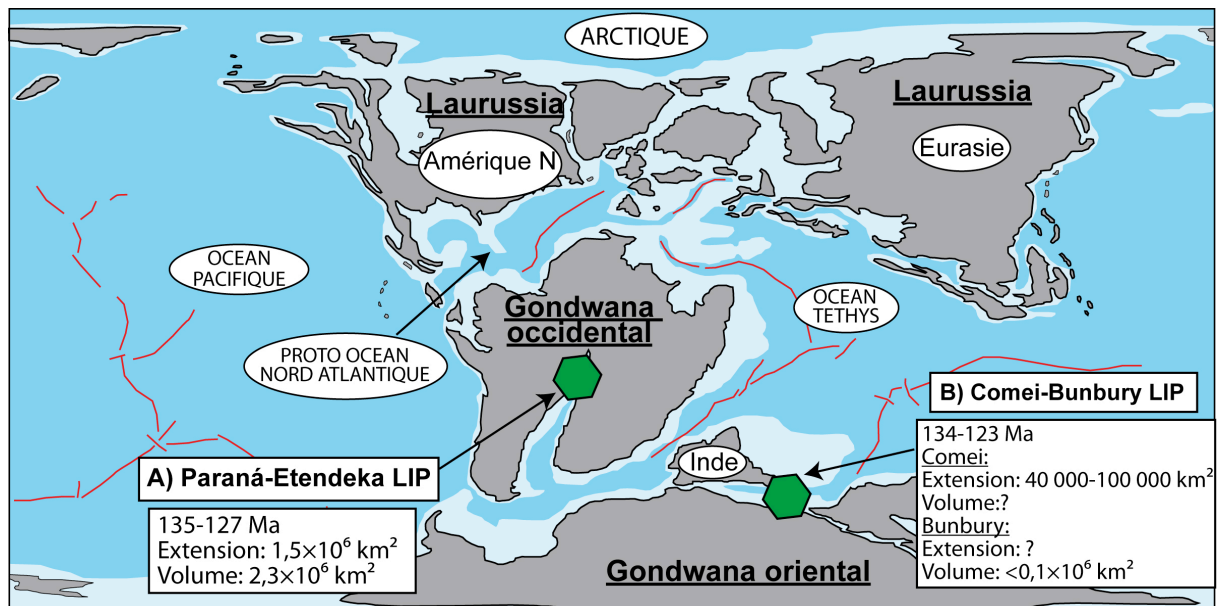 ARCTIQUE
Laurussia
Laurussia
Amérique N
Eurasie
OCEAN
PACIFIQUE
Gondwana
occidental
OCEAN
TETHYS
PROTO OCEAN
NORD ATLANTIQUE
B) Comei-Bunbury LIP
134-123 Ma
Comei:
Extension: 40 000-100 000 km²
Volume:?
Bunbury:
Extension: ?
Volume: <0,1×10⁶ km²
Inde
A) Paraná-Etendeka LIP
135-127 Ma
Extension: 1,5×10⁶ km²
Volume: 2,3×10⁶ km²
Gondwana oriental